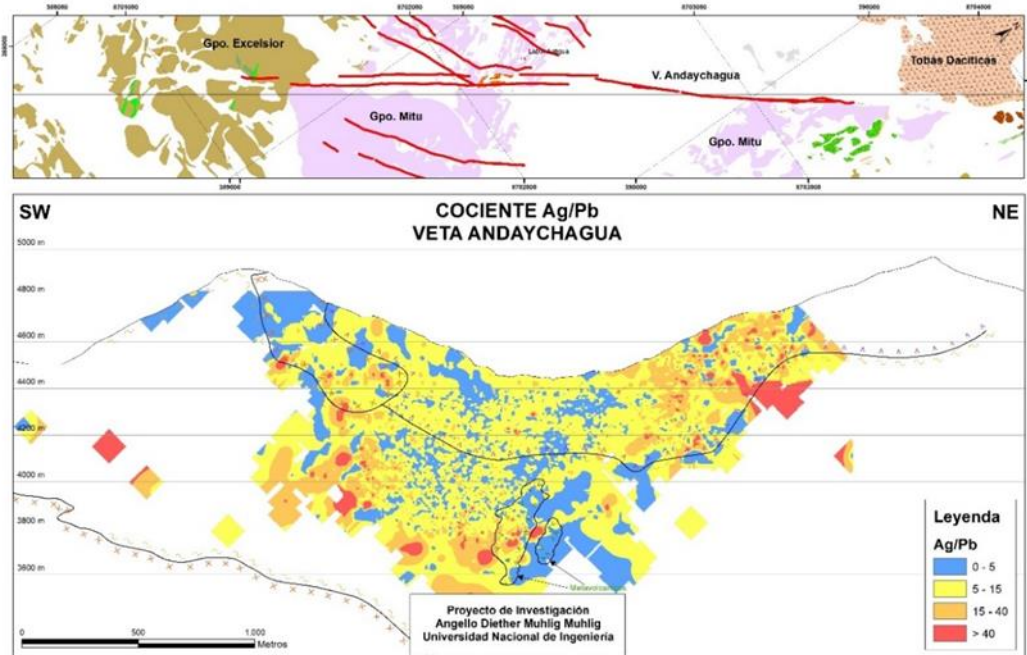 Gpo. Excelsior
V. Andaychagua
Tobas Daciticas
Gpo. Mitu
Gpo. Mitu
SW
COCIENTE Ag/Pb
VETA ANDAYCHAGUA
NE
5000 m
4800 m
4600 m
4400 m
4200 m
4000 m
3800 m
3600 m
Leyenda
Ag/Pb
0 - 5
5 - 15
15 - 40
> 40
Proyecto de Investigación
Angello Diether Muhlig Muhlig
Universidad Nacional de Ingeniería
0 500 1,000
Metros